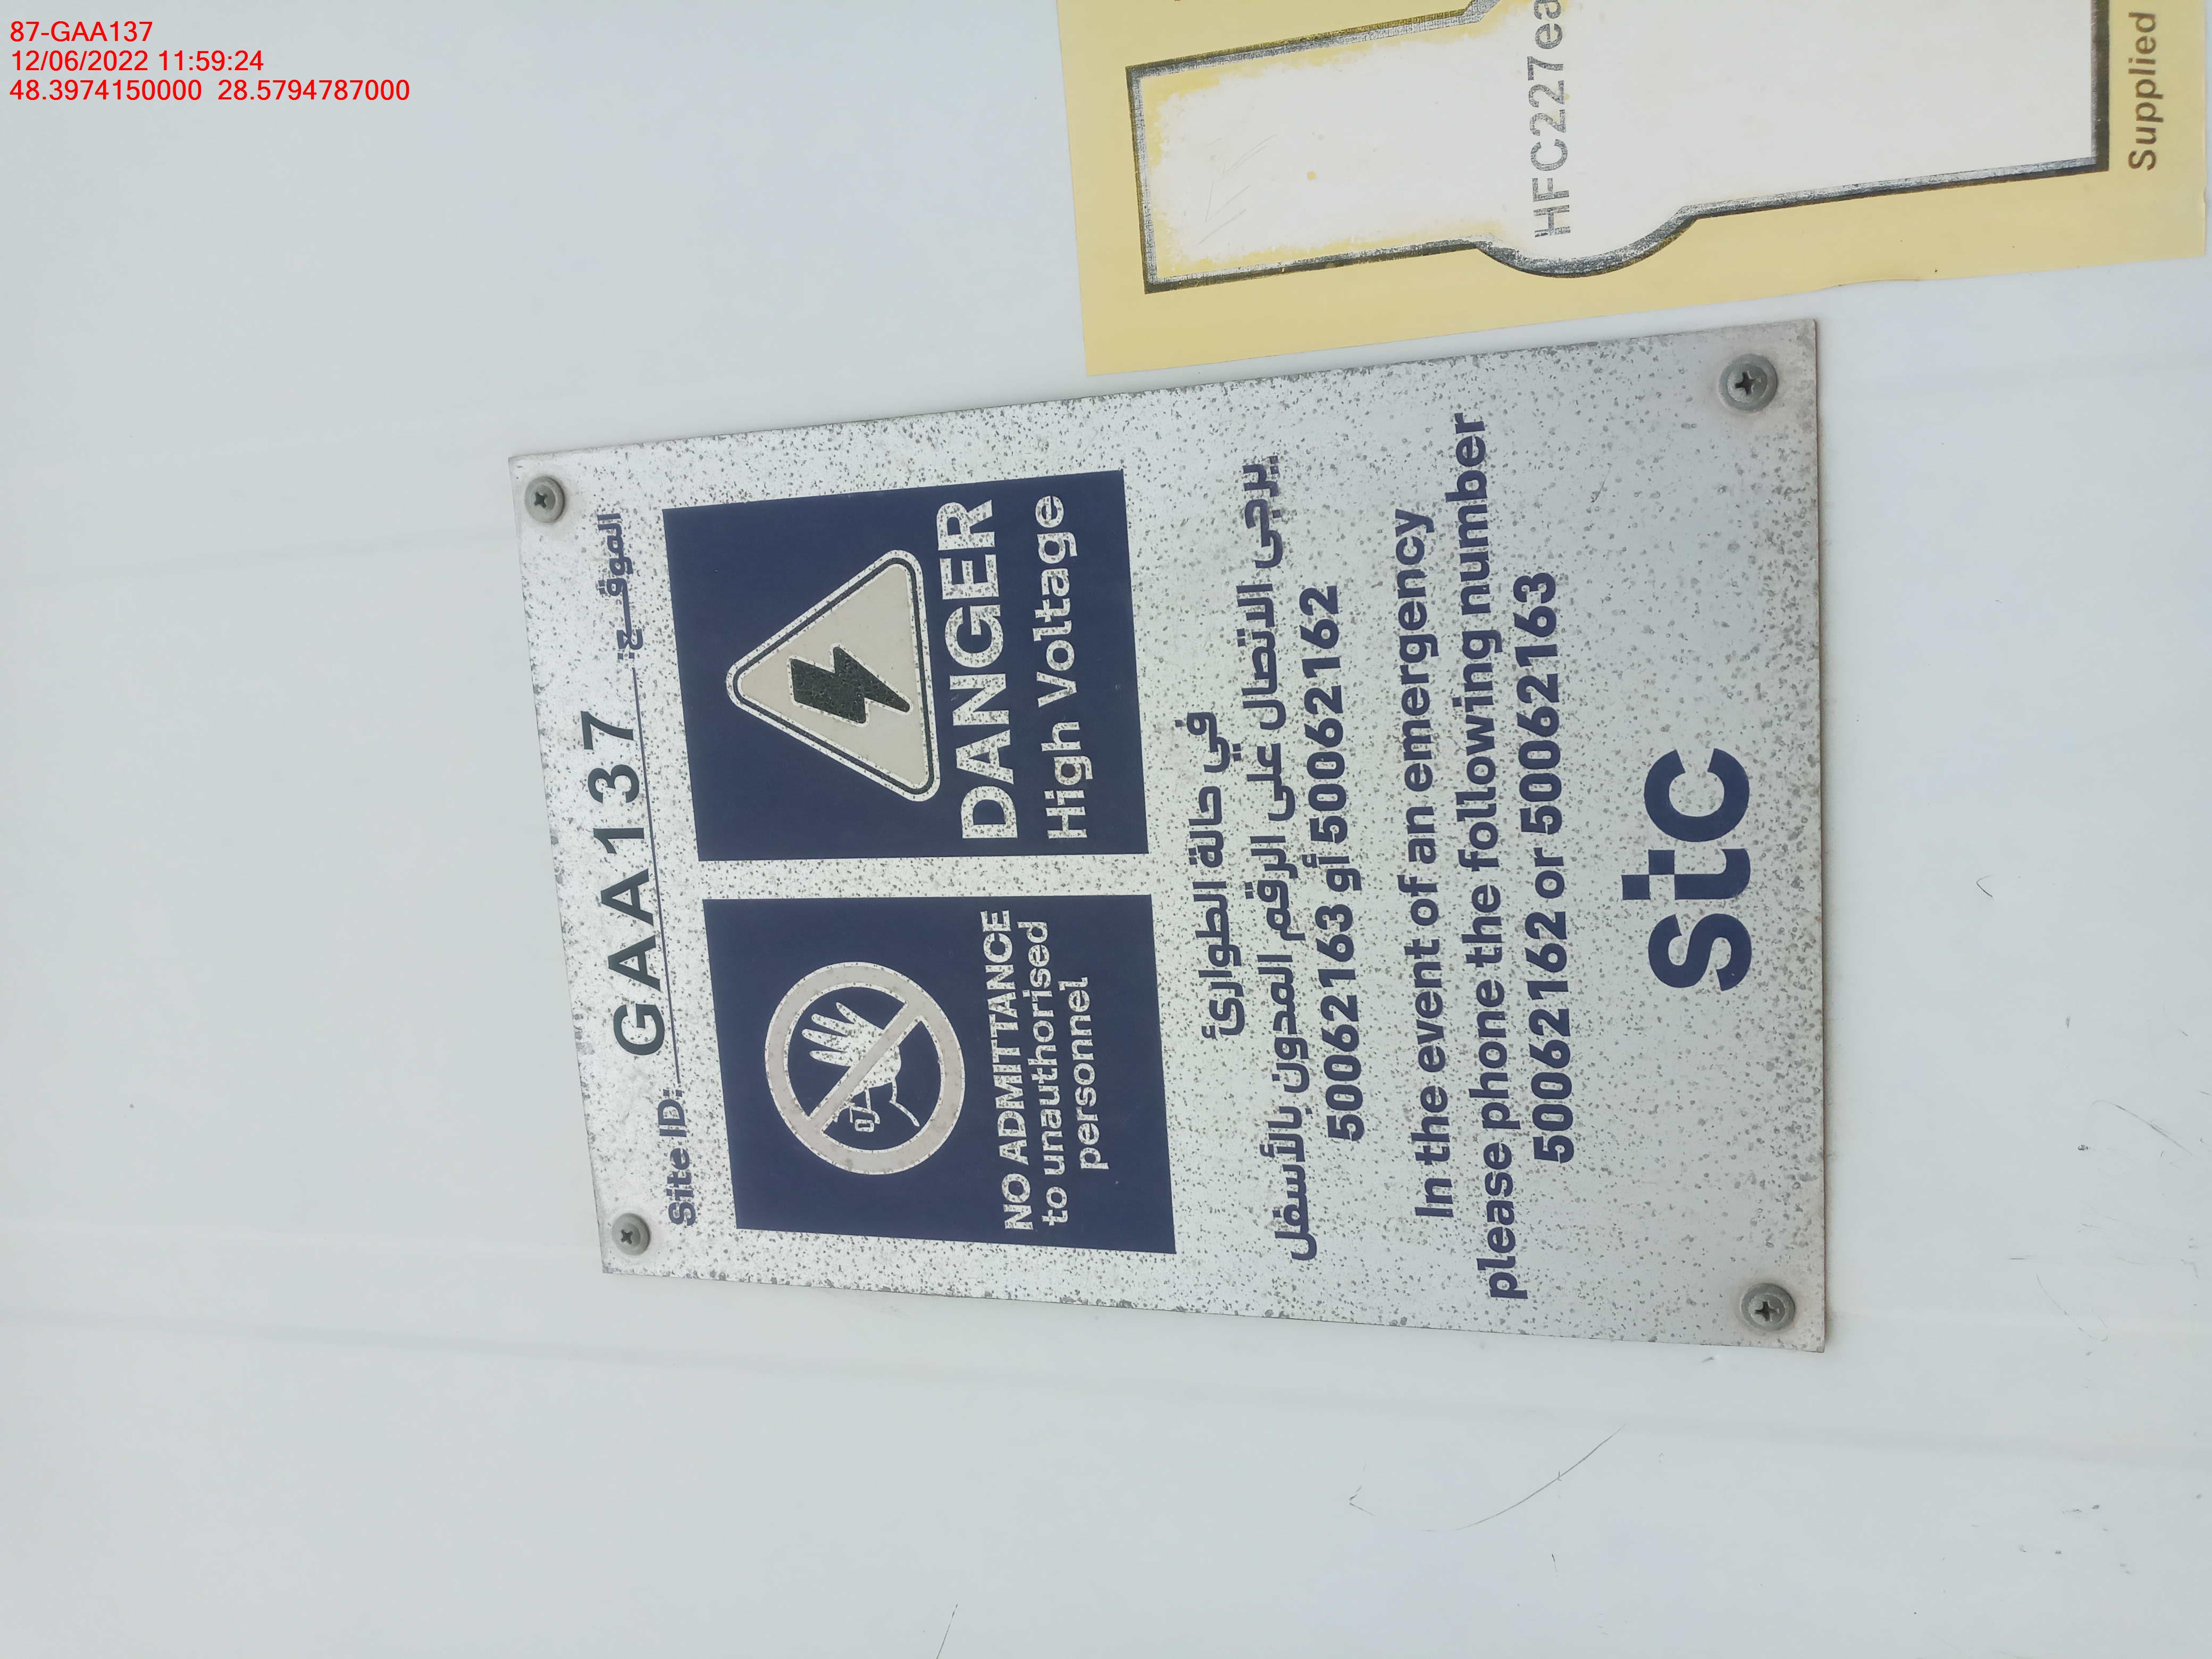 87-GAA137
12/06/2022 11:59:24
48.3974150000 28.5794787000
Site ID: GAA137 الموقع:
NO ADMITTANCE
to unauthorised
personnel
DANGER
High Voltage
في حالة الطوارئ
يرجى الاتصال على الرقم المدون بالأسفل
50062163 أو 50062162
In the event of an emergency
please phone the following number
50062162 or 50062163
stc
HFC227ea
Supplied